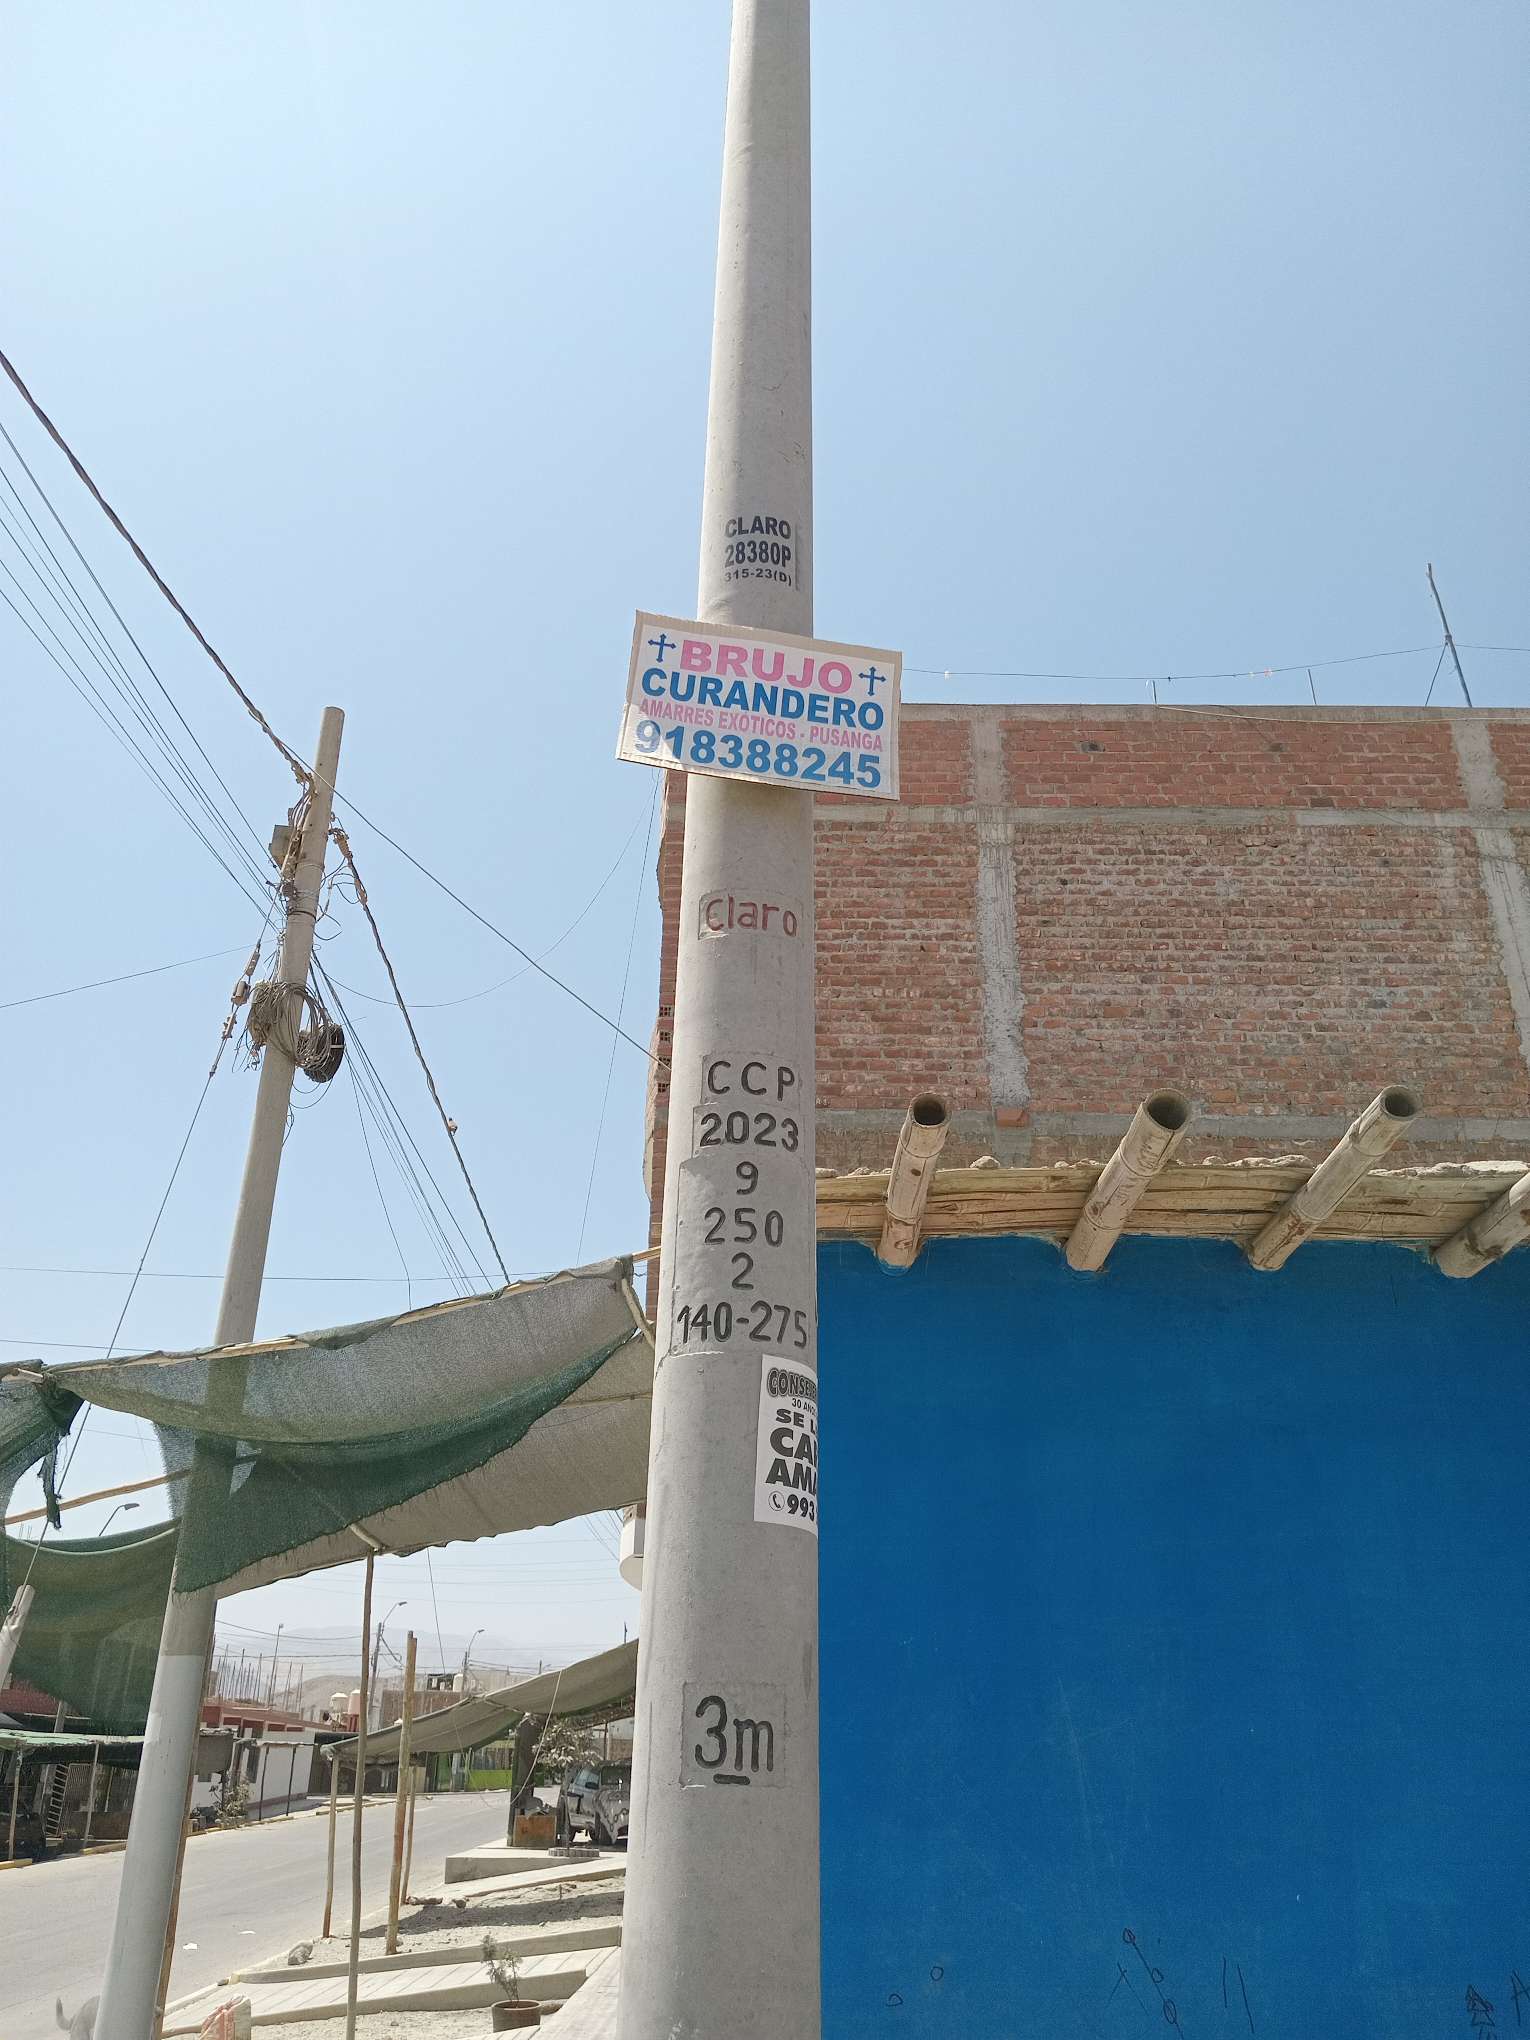 CLARO
28380P
315-23(D)
BRUJO
CURANDERO
AMARRES EXOTICOS - PUSANGA
918388245
Claro
CCP
2023
9
250
2
140-275
30
SE
993
3m